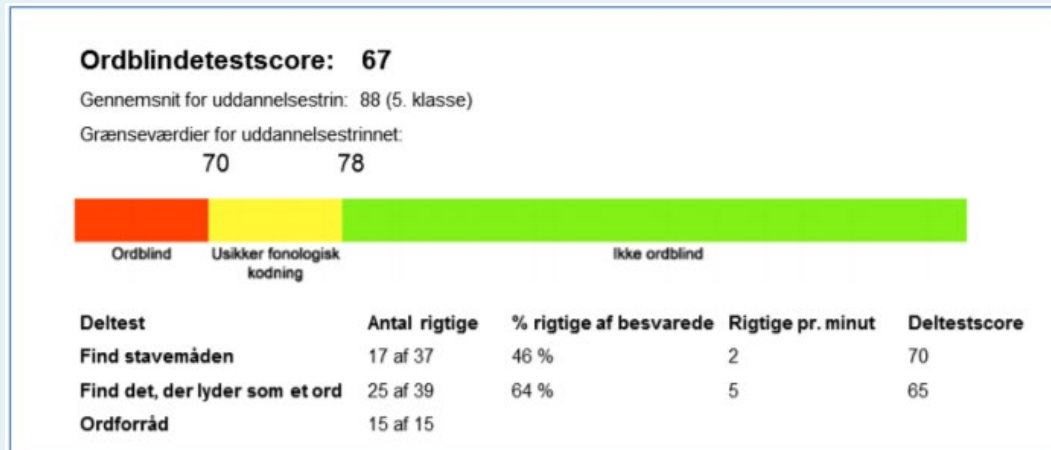 Ordblindetestscore: 67
Gennemsnit for uddannelsestrin: 88 (5. klasse)
Grænseværdier for uddannelsestrinnet:
70 78
Ordblind Usikker fonologisk kodning Ikke ordblind
Deltest Antal rigtige % rigtige af besvarede Rigtige pr. minut Deltestscore
Find stavemåden 17 af 37 46 % 2 70
Find det, der lyder som et ord 25 af 39 64 % 5 65
Ordforråd 15 af 15